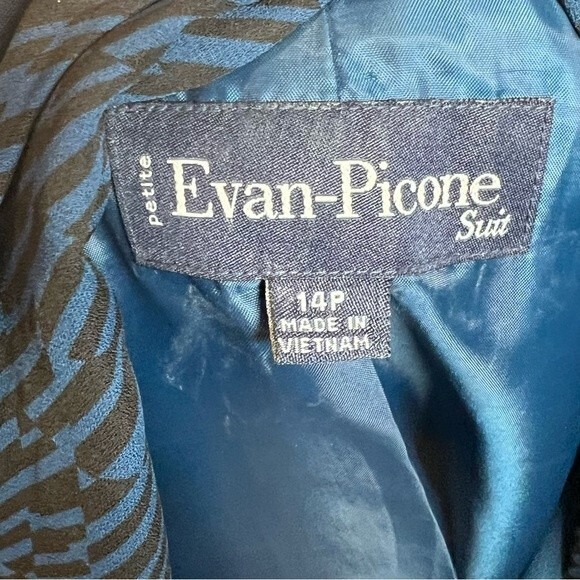 petite
Evan-Picone
Suit
14P
MADE IN
VIETNAM